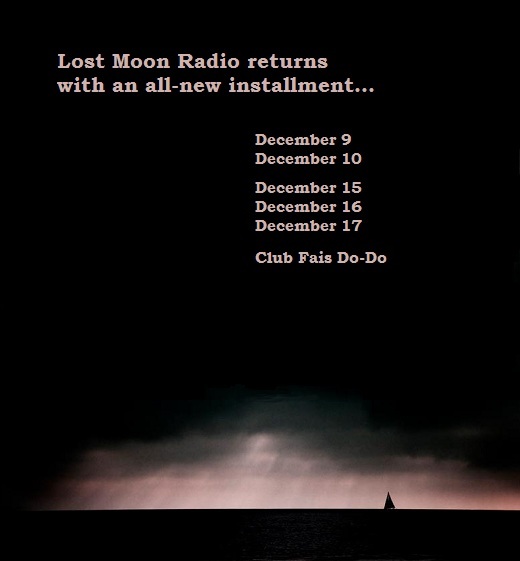 Lost Moon Radio returns
with an all-new installment...
December 9
December 10
December 15
December 16
December 17
Club Fais Do-Do